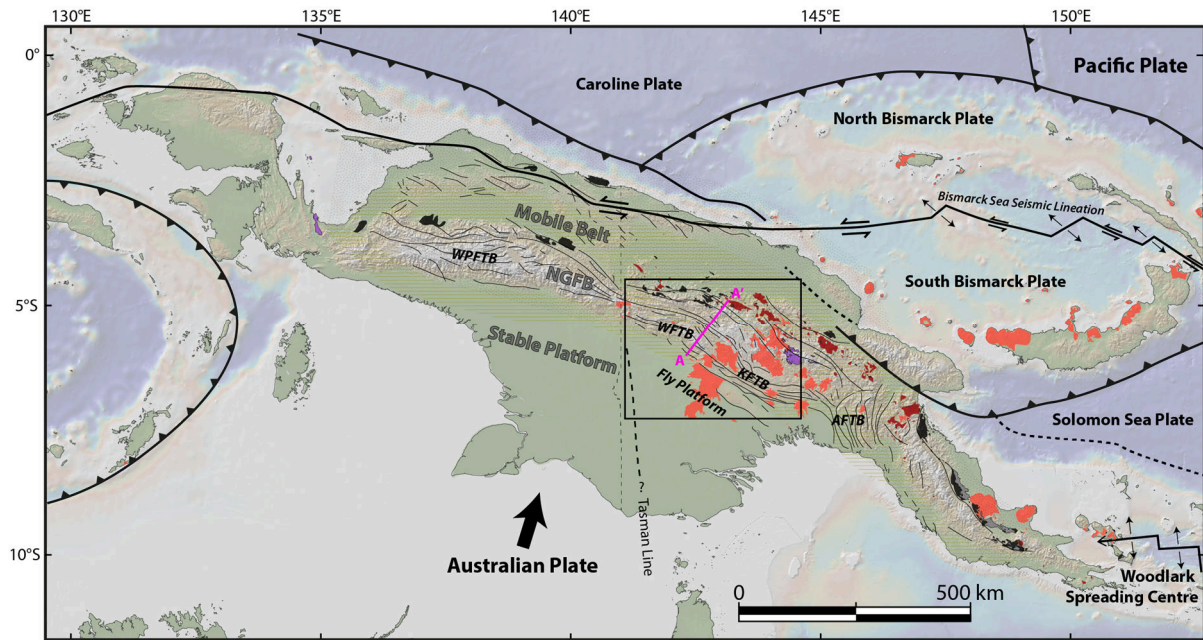 130°E
135°E
140°E
145°E
150°E
0°
Caroline Plate
Pacific Plate
North Bismarck Plate
Bismarck Sea Seismic Lineation
Mobile Belt
WPFTB
NGFB
5°S
South Bismarck Plate
A'
WFTB
Stable Platform
A
KFTB
Fly Platform
AFTB
Solomon Sea Plate
? Tasman Line
10°S
Australian Plate
0
500 km
Woodlark
Spreading Centre